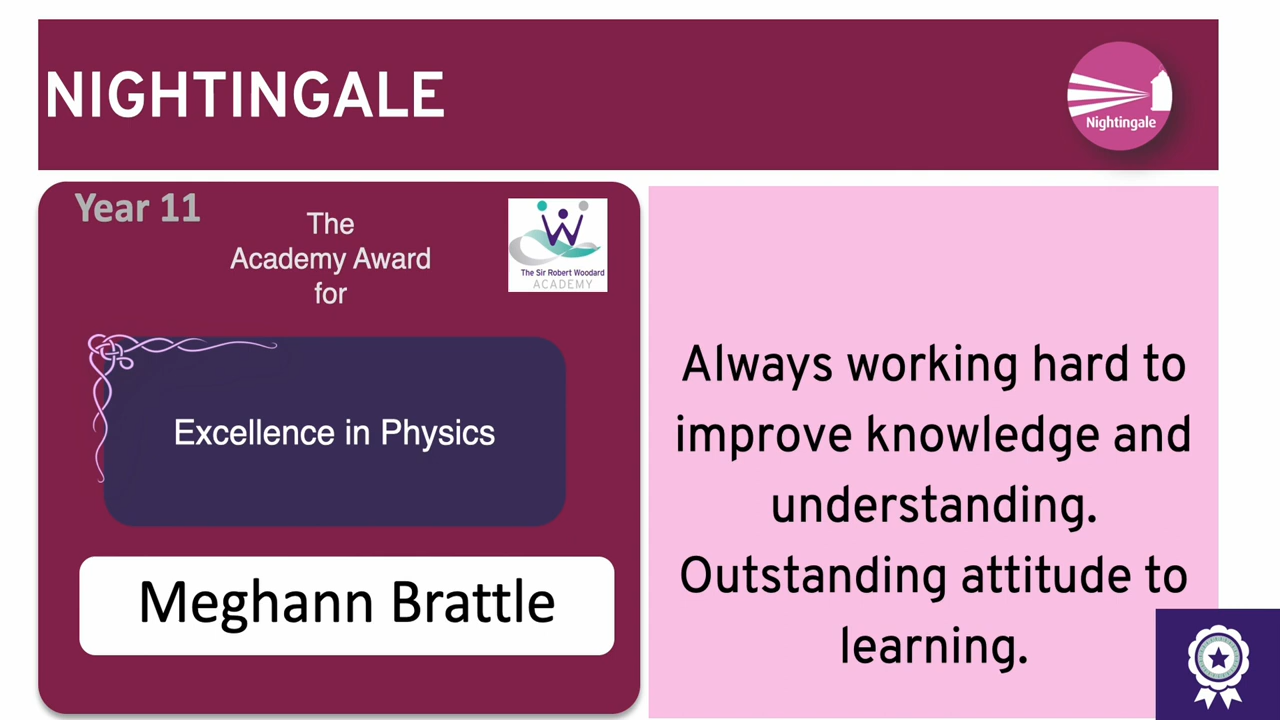 NIGHTINGALE
Nightingale
Year 11
The
Academy Award
for
The Sir Robert Woodard
ACADEMY
Excellence in Physics
Meghann Brattle
Always working hard to
improve knowledge and
understanding.
Outstanding attitude to
learning.